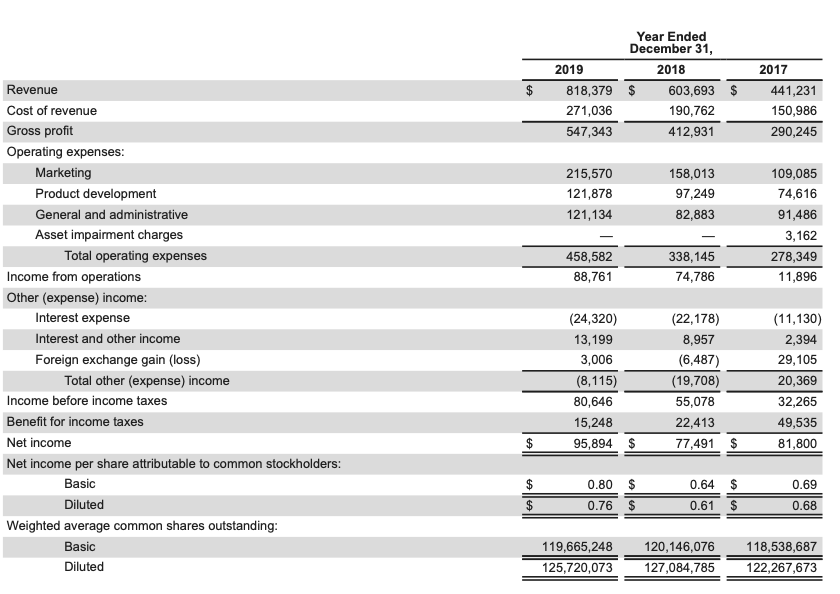 Year Ended
December 31,
2019 2018 2017
Revenue $ 818,379 $ 603,693 $ 441,231
Cost of revenue 271,036 190,762 150,986
Gross profit 547,343 412,931 290,245
Operating expenses:
Marketing 215,570 158,013 109,085
Product development 121,878 97,249 74,616
General and administrative 121,134 82,883 91,486
Asset impairment charges — — 3,162
Total operating expenses 458,582 338,145 278,349
Income from operations 88,761 74,786 11,896
Other (expense) income:
Interest expense (24,320) (22,178) (11,130)
Interest and other income 13,199 8,957 2,394
Foreign exchange gain (loss) 3,006 (6,487) 29,105
Total other (expense) income (8,115) (19,708) 20,369
Income before income taxes 80,646 55,078 32,265
Benefit for income taxes 15,248 22,413 49,535
Net income $ 95,894 $ 77,491 $ 81,800
Net income per share attributable to common stockholders:
Basic $ 0.80 $ 0.64 $ 0.69
Diluted $ 0.76 $ 0.61 $ 0.68
Weighted average common shares outstanding:
Basic 119,665,248 120,146,076 118,538,687
Diluted 125,720,073 127,084,785 122,267,673